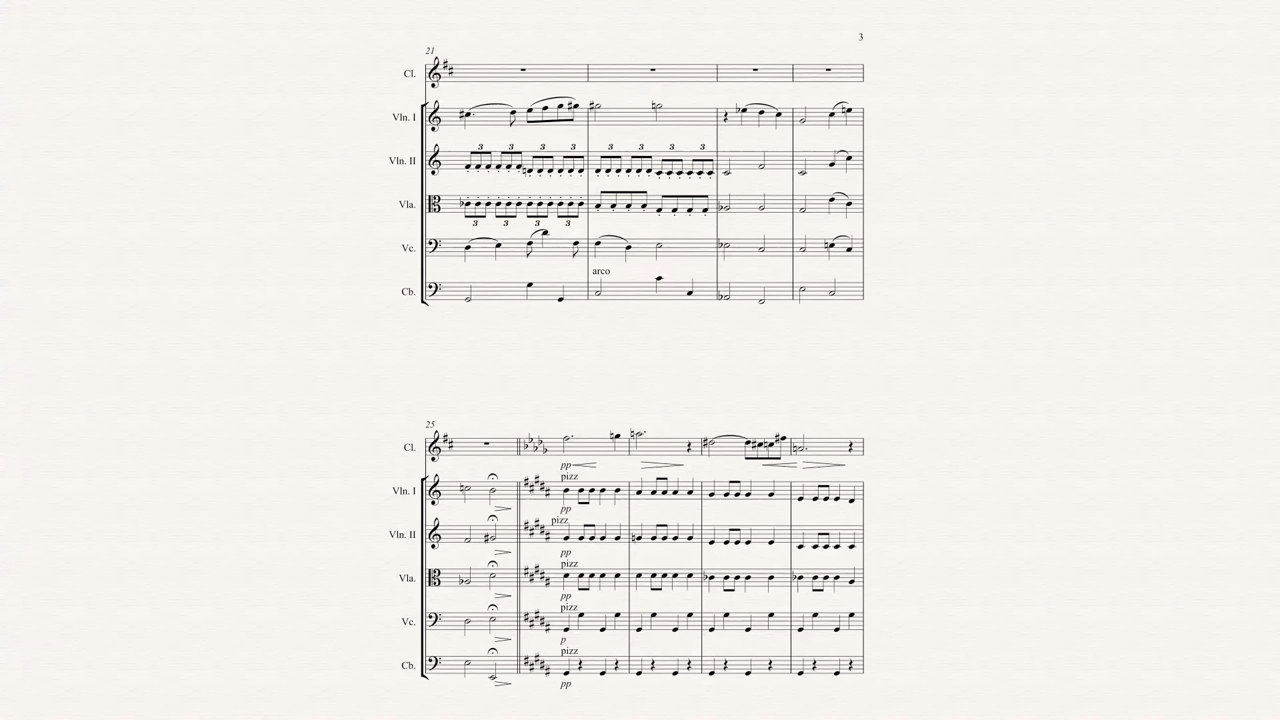 3
21
Cl.
Vln. I
3 3 3 3 3 3 3
Vln. II
Vla.
3 3 3 3
Vc.
arco
Cb.
25
Cl.
pp
pizz
Vln. I
pp
pizz
Vln. II
pp
pizz
Vla.
pp
pizz
Vc.
p
pizz
Cb.
pp